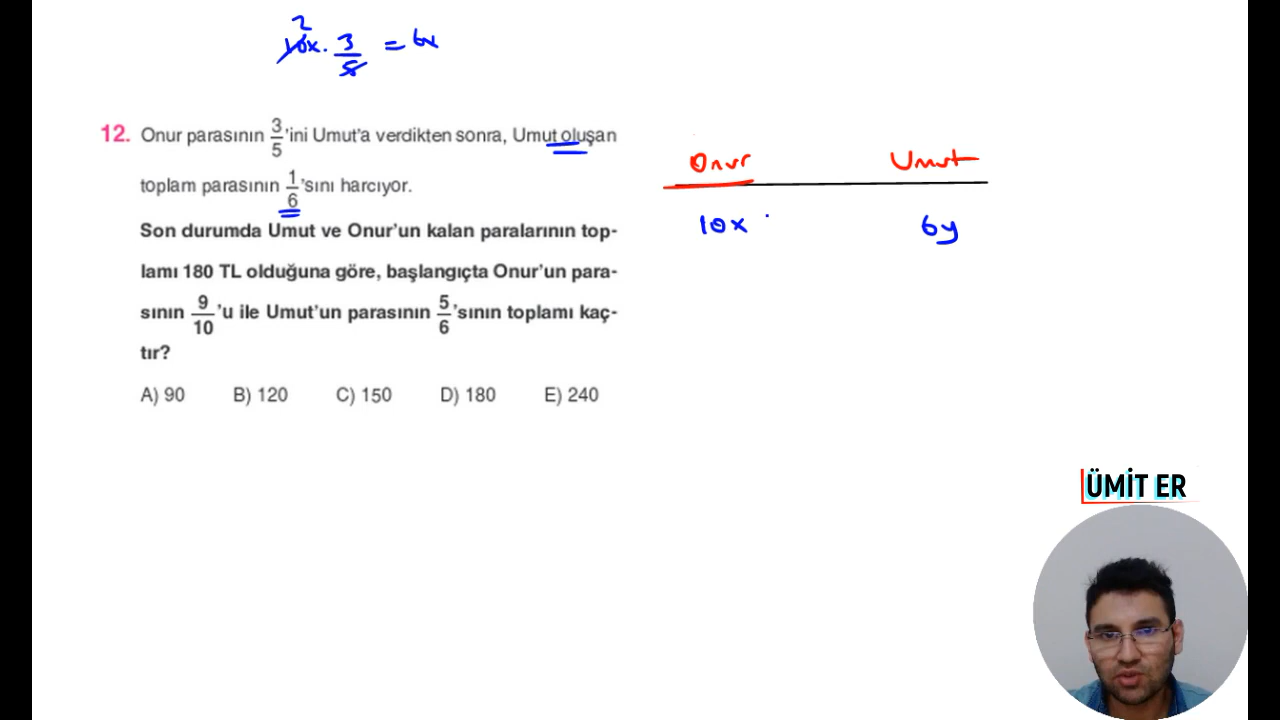 2
10x . 3/5 = 6x
12. Onur parasının 3/5 'ini Umut'a verdikten sonra, Umut oluşan
toplam parasının 1/6 'sını harcıyor.
Son durumda Umut ve Onur'un kalan paralarının top-
lamı 180 TL olduğuna göre, başlangıçta Onur'un para-
sının 9/10 'u ile Umut'un parasının 5/6 'sının toplamı kaç-
tır?
A) 90 B) 120 C) 150 D) 180 E) 240
Onur Umut
10x 6y
ÜMİT ER